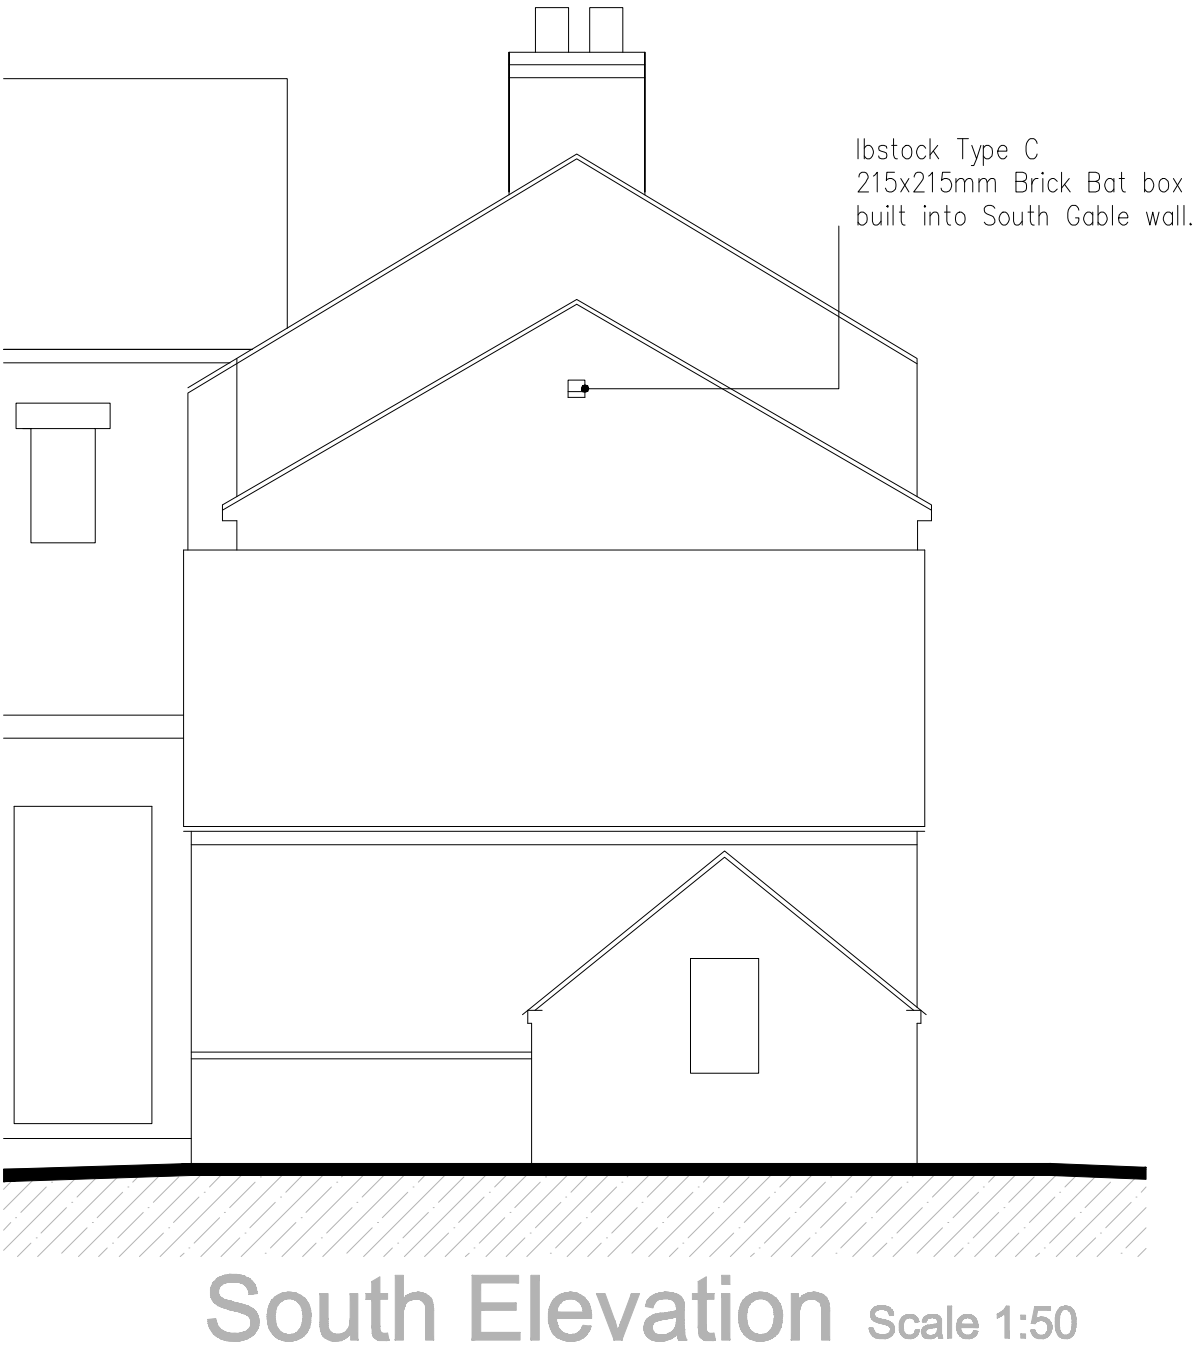 Ibstock Type C
215x215mm Brick Bat box
built into South Gable wall.
South Elevation Scale 1:50